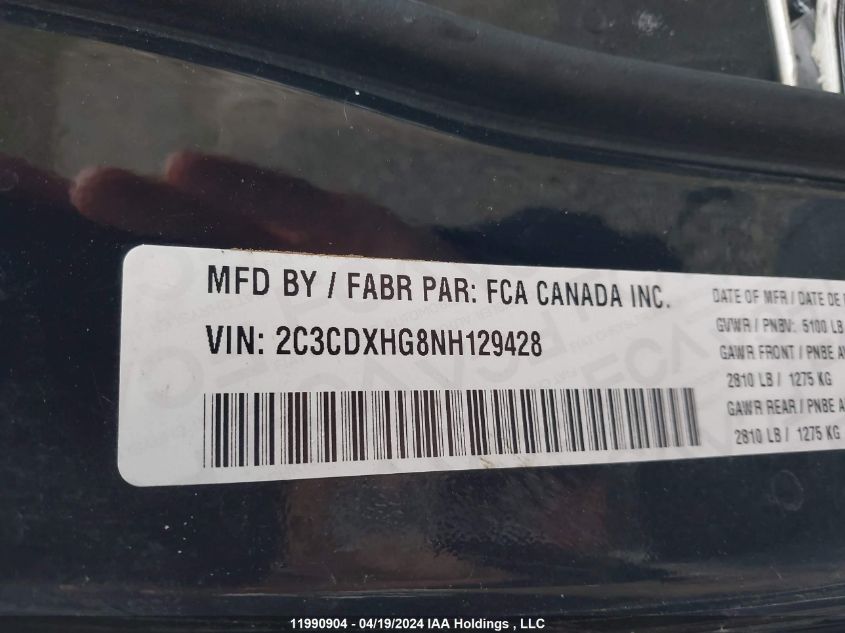 MFD BY / FABR PAR: FCA CANADA INC.
VIN: 2C3CDXHG8NH129428
DATE OF MFR / DATE DE
GVWR / PNBV: 5100 LB
GAWR FRONT / PNBE
2810 LB / 1275 KG
GAWR REAR / PNBE
2810 LB / 1275 KG
11990904 - 04/19/2024 IAA Holdings , LLC